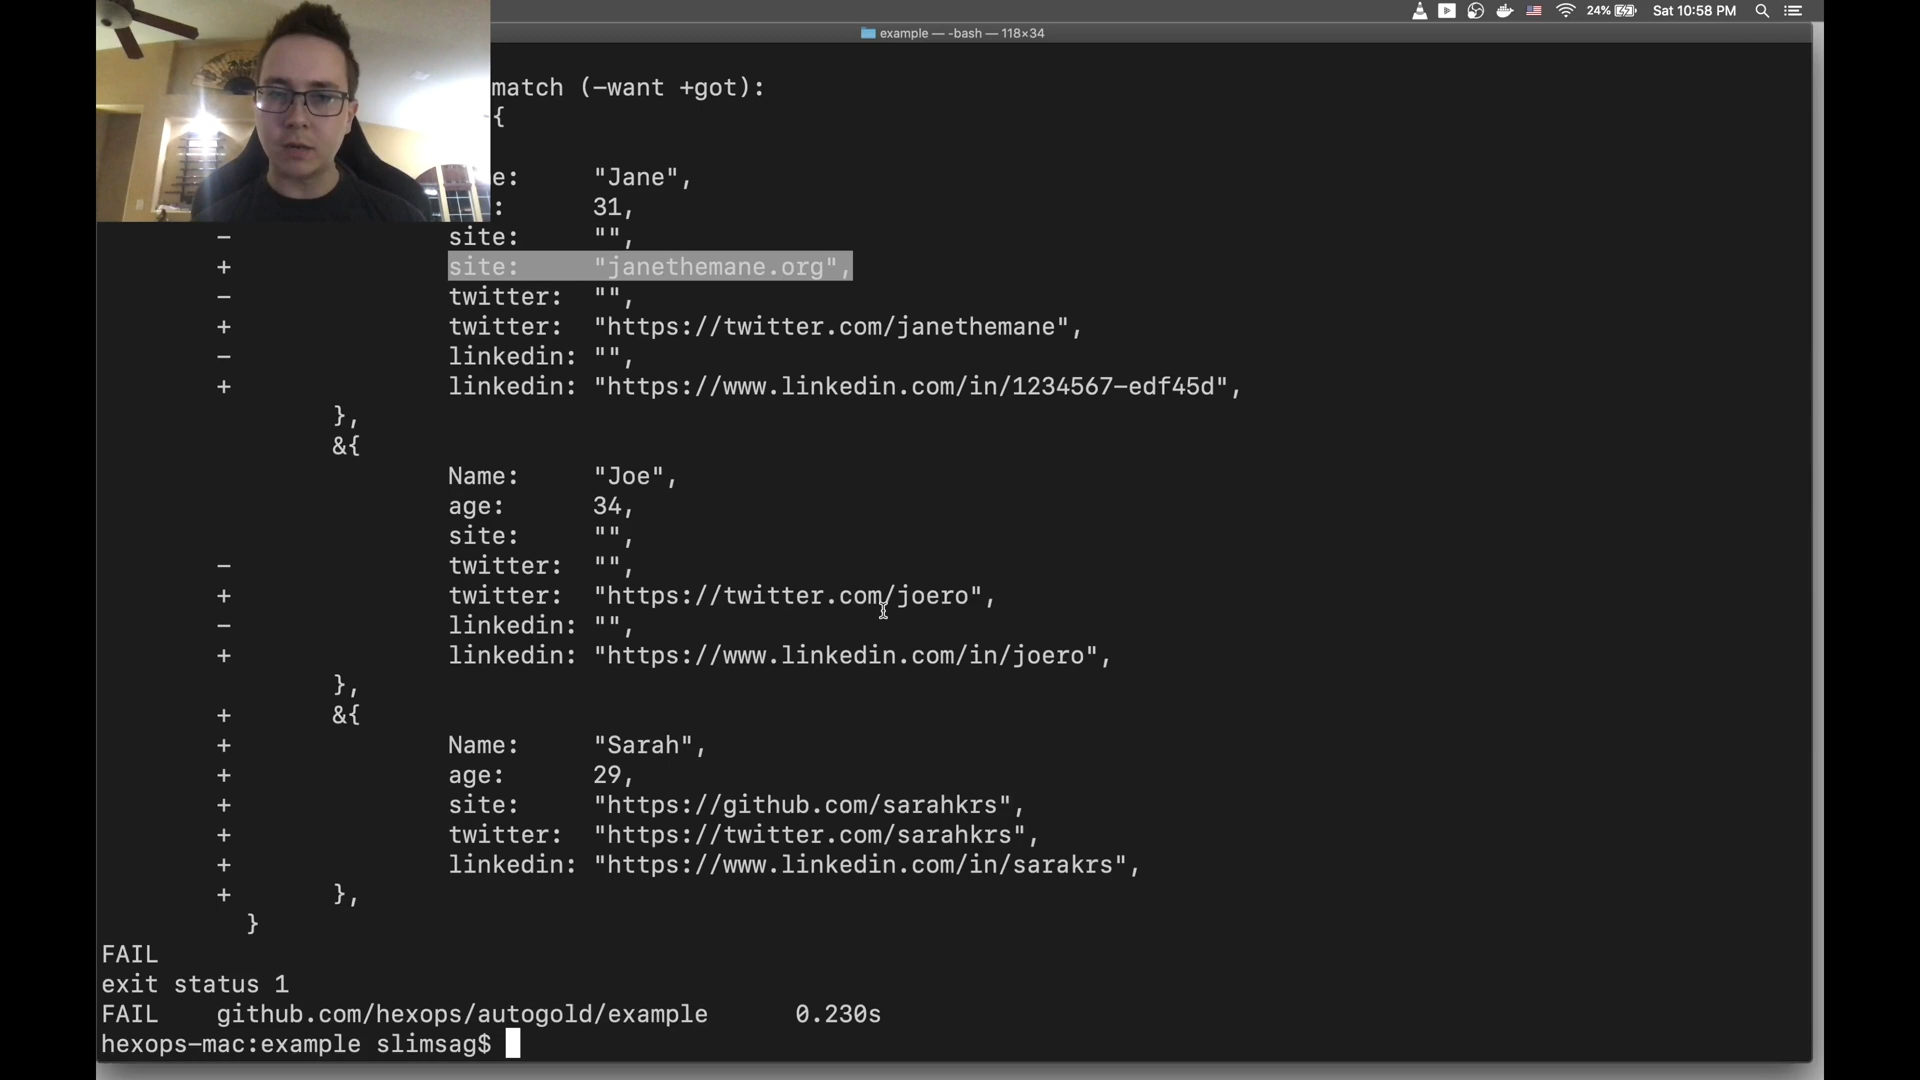 24% Sat 10:58 PM
example — -bash — 118×34
match (-want +got):
{
e: "Jane",
: 31,
- site: "",
+ site: "janethemane.org",
- twitter: "",
+ twitter: "https://twitter.com/janethemane",
- linkedin: "",
+ linkedin: "https://www.linkedin.com/in/1234567-edf45d",
},
&{
Name: "Joe",
age: 34,
site: "",
- twitter: "",
+ twitter: "https://twitter.com/joero",
- linkedin: "",
+ linkedin: "https://www.linkedin.com/in/joero",
},
+ &{
+ Name: "Sarah",
+ age: 29,
+ site: "https://github.com/sarahkrs",
+ twitter: "https://twitter.com/sarahkrs",
+ linkedin: "https://www.linkedin.com/in/sarakrs",
+ },
}
FAIL
exit status 1
FAIL github.com/hexops/autogold/example 0.230s
hexops-mac:example slimsag$